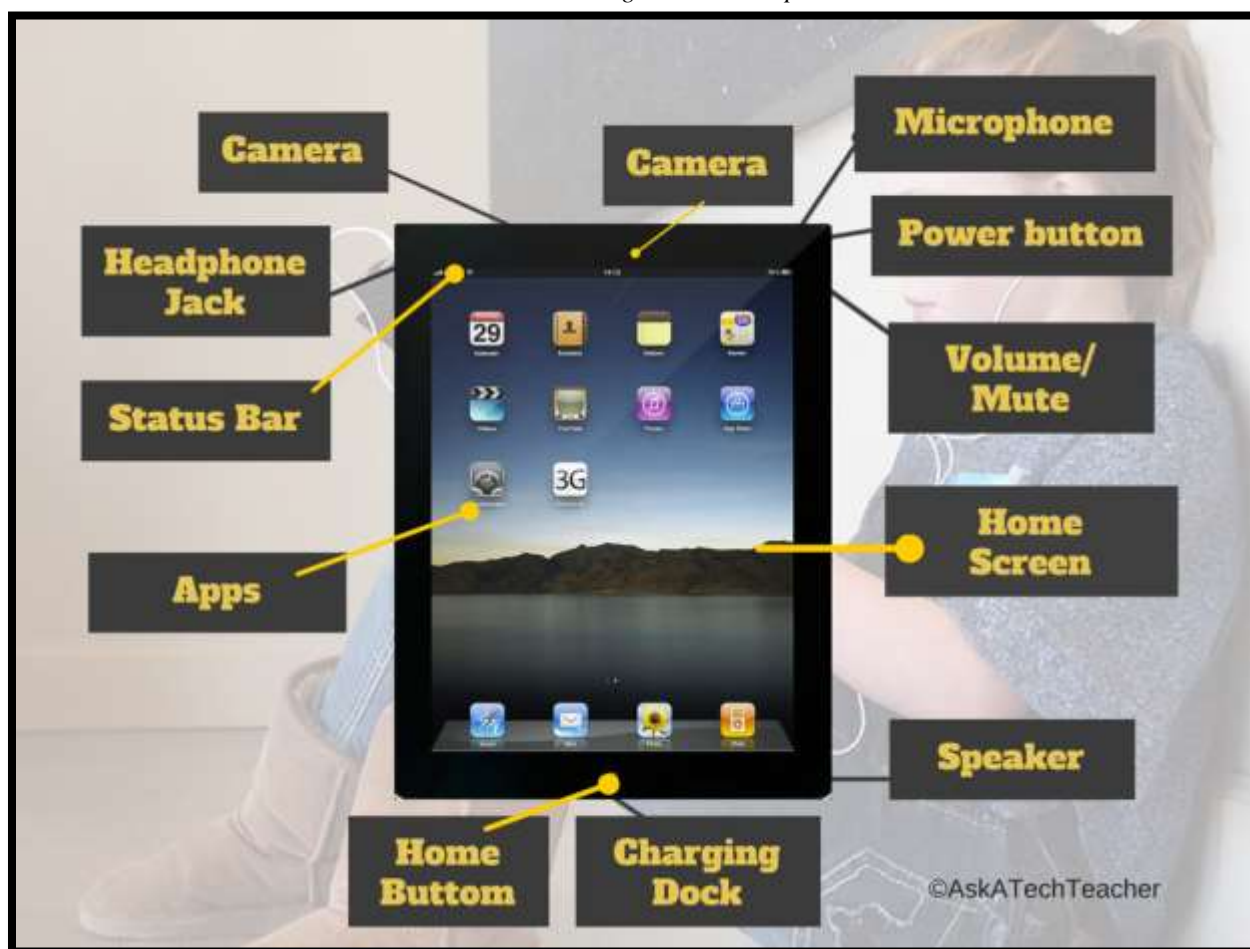 Camera
Camera
Microphone
Headphone
Jack
Power button
Status Bar
Volume/
Mute
29
3G
Apps
Home
Screen
Speaker
Home
Buttom
Charging
Dock
©AskATechTeacher